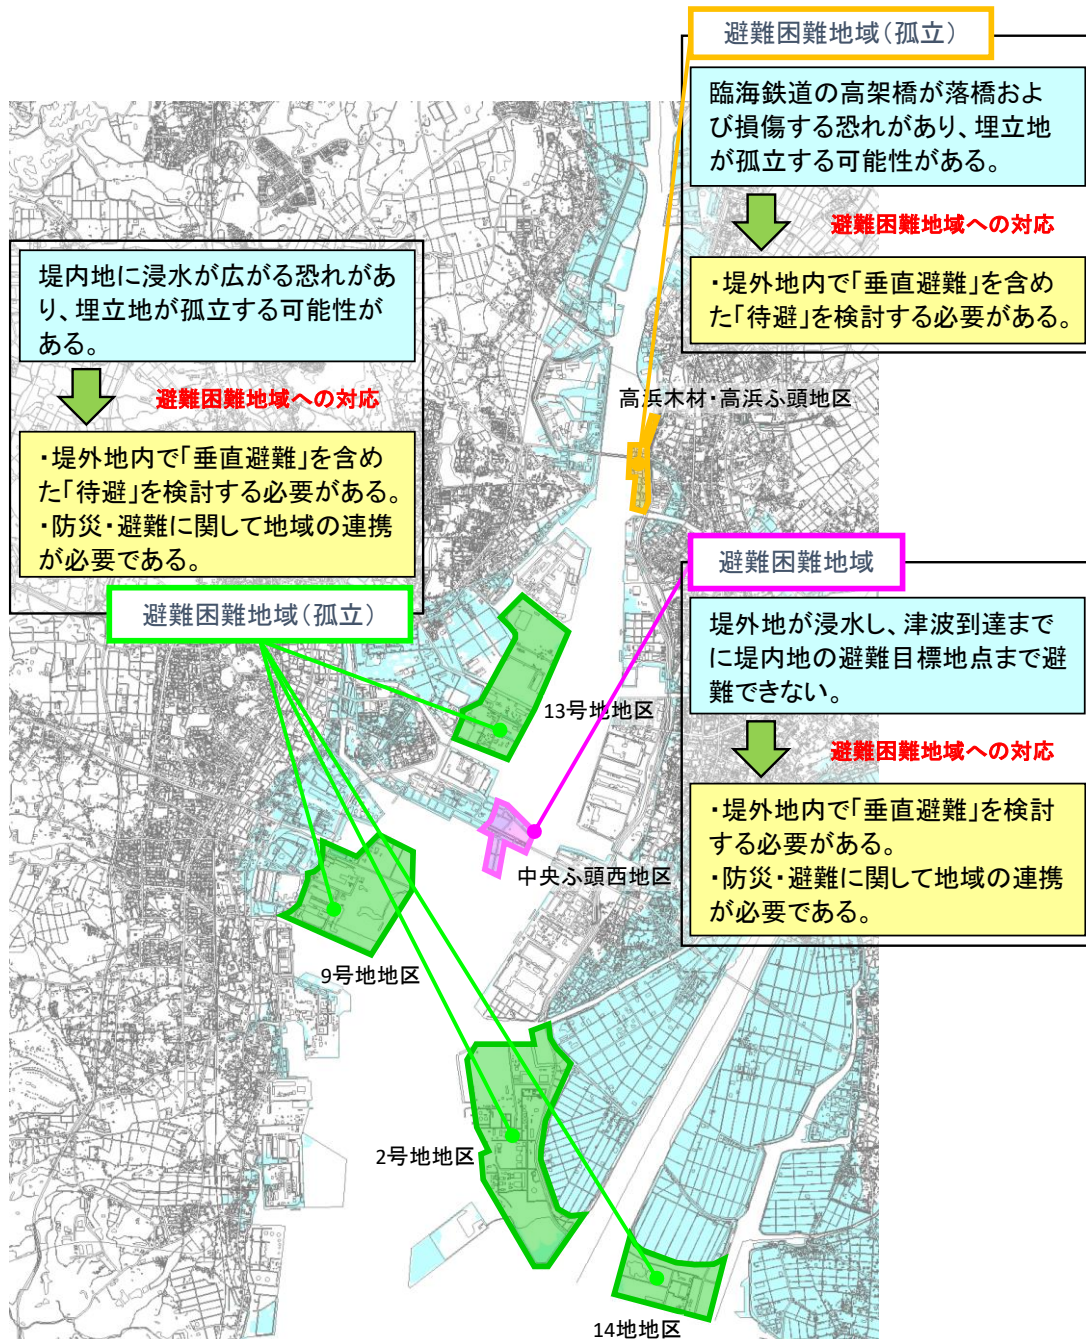 避難困難地域(孤立)
臨海鉄道の高架橋が落橋およ
び損傷する恐れがあり、埋立地
が孤立する可能性がある。
避難困難地域への対応
・堤外地内で「垂直避難」を含め
た「待避」を検討する必要がある。
堤内地に浸水が広がる恐れがあ
り、埋立地が孤立する可能性が
ある。
避難困難地域への対応
・堤外地内で「垂直避難」を含め
た「待避」を検討する必要がある。
・防災・避難に関して地域の連携
が必要である。
避難困難地域(孤立)
高浜木材・高浜ふ頭地区
避難困難地域
堤外地が浸水し、津波到達まで
に堤内地の避難目標地点まで避
難できない。
避難困難地域への対応
・堤外地内で「垂直避難」を検討
する必要がある。
・防災・避難に関して地域の連携
が必要である。
13号地地区
中央ふ頭西地区
9号地地区
2号地地区
14地地区